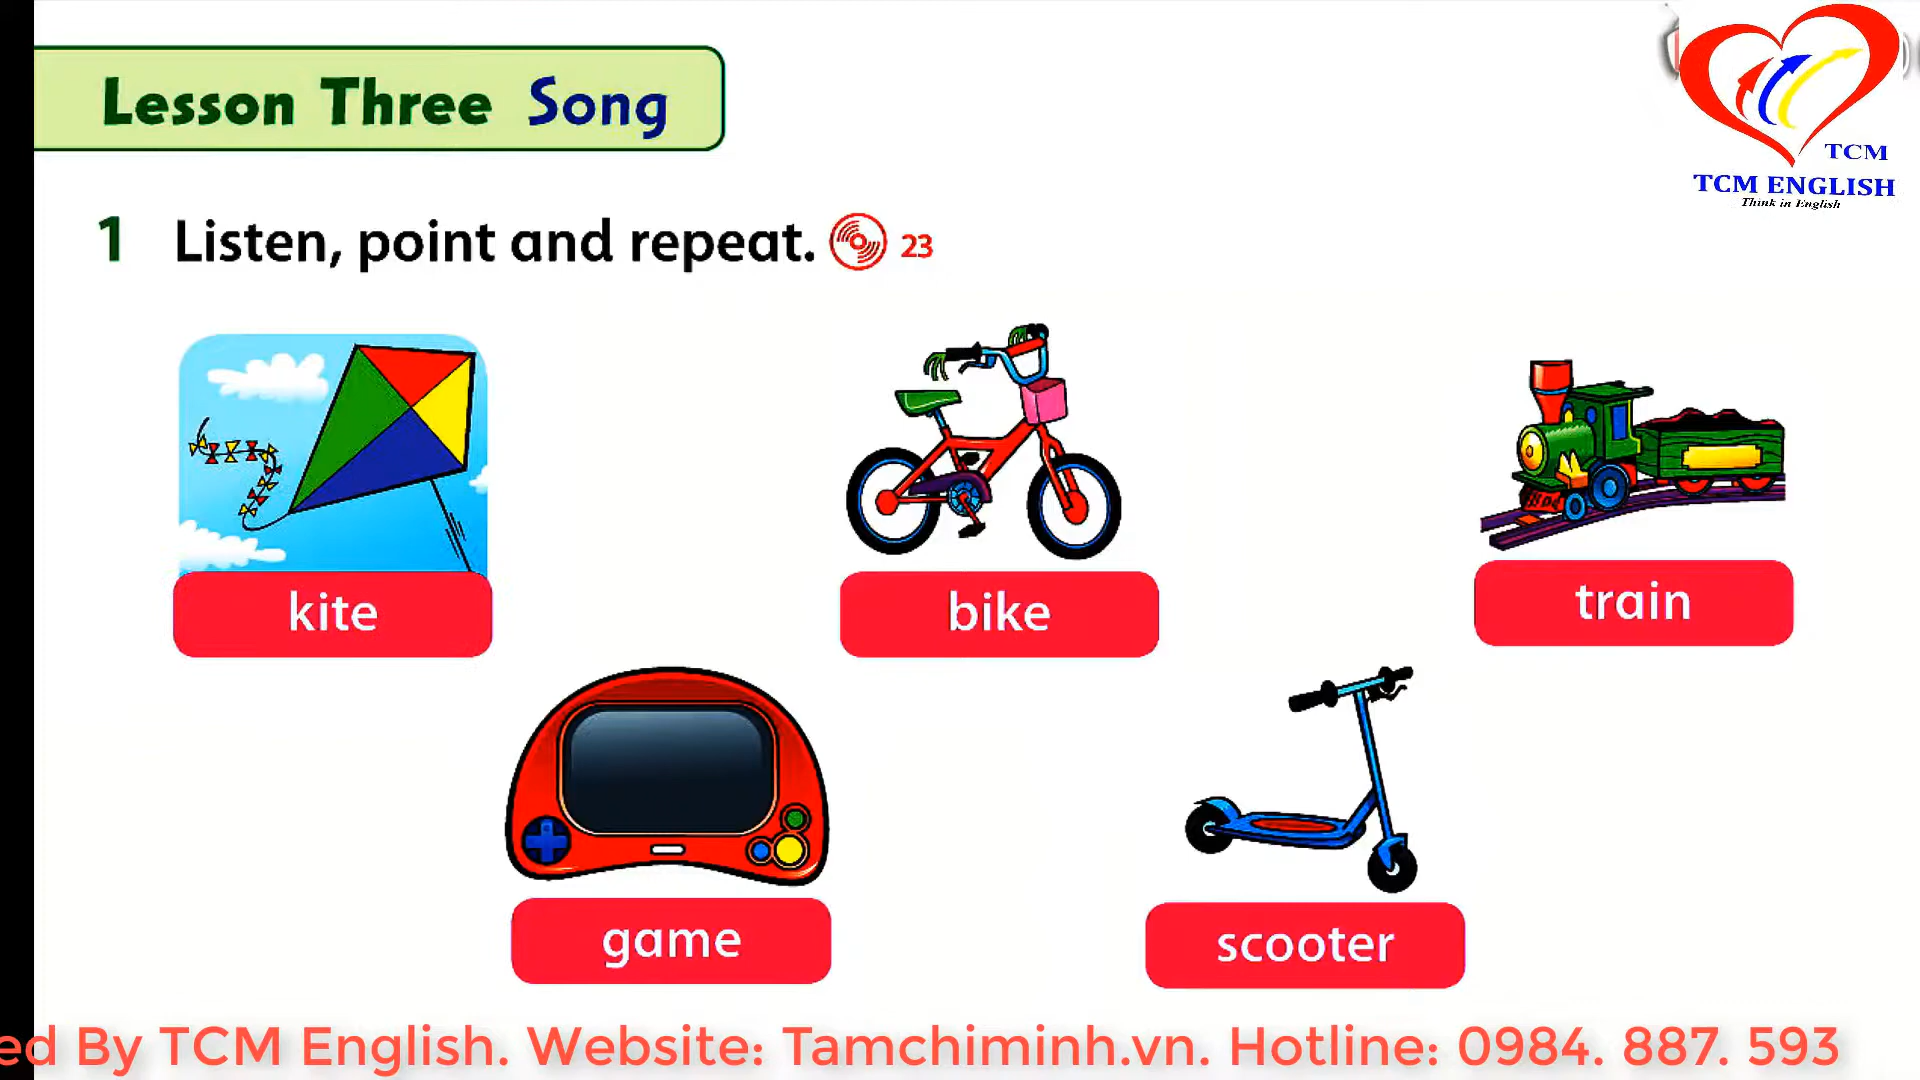 Lesson Three Song
TCM
TCM ENGLISH
Think in English
1 Listen, point and repeat. 23
kite
bike
train
game
scooter
ed By TCM English. Website: Tamchiminh.vn. Hotline: 0984. 887. 593